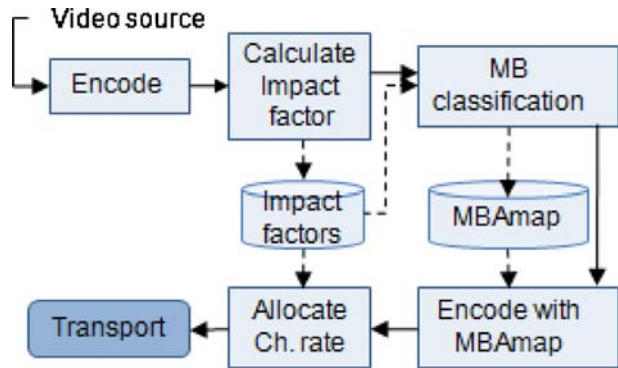 Video source
Encode
Calculate
Impact
factor
MB
classification
Impact
factors
MBAmap
Transport
Allocate
Ch. rate
Encode with
MBAmap